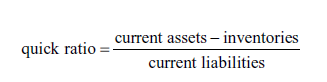 quick ratio = current assets – inventories
current liabilities